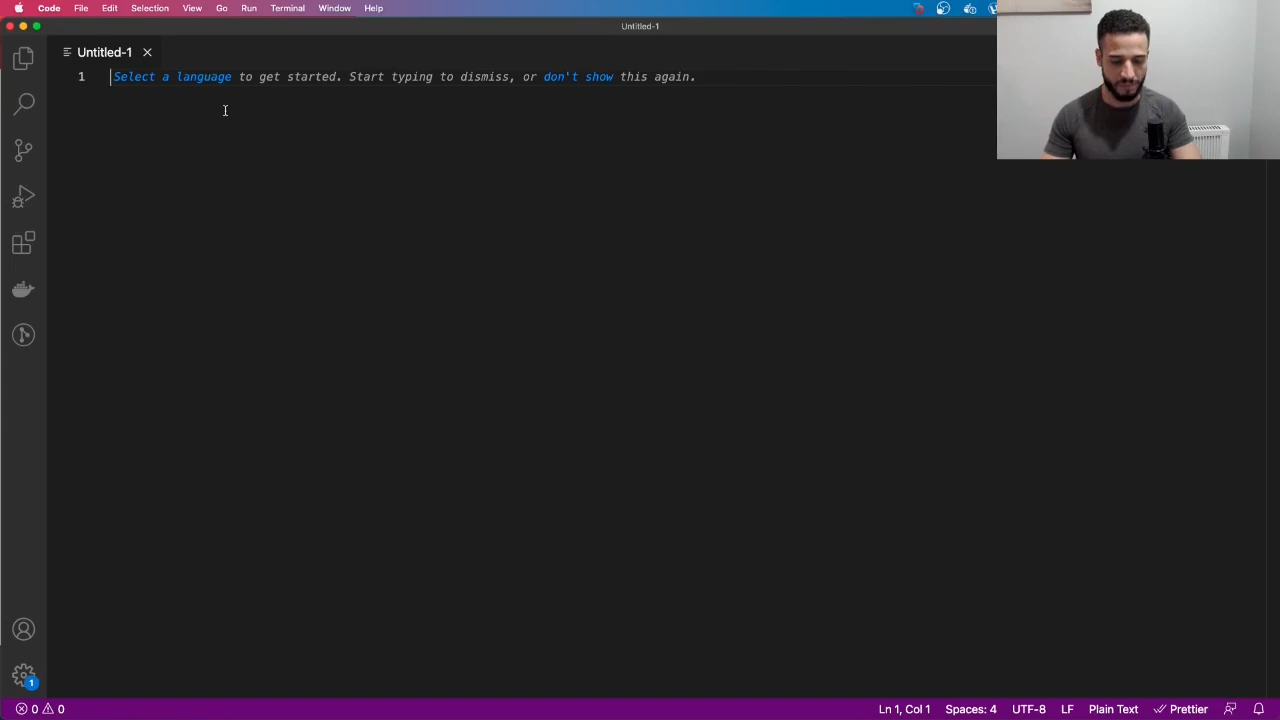 Code File Edit Selection View Go Run Terminal Window Help
Untitled-1
Untitled-1
1 Select a language to get started. Start typing to dismiss, or don't show this again.
1
0 0 Ln 1, Col 1 Spaces: 4 UTF-8 LF Plain Text Prettier